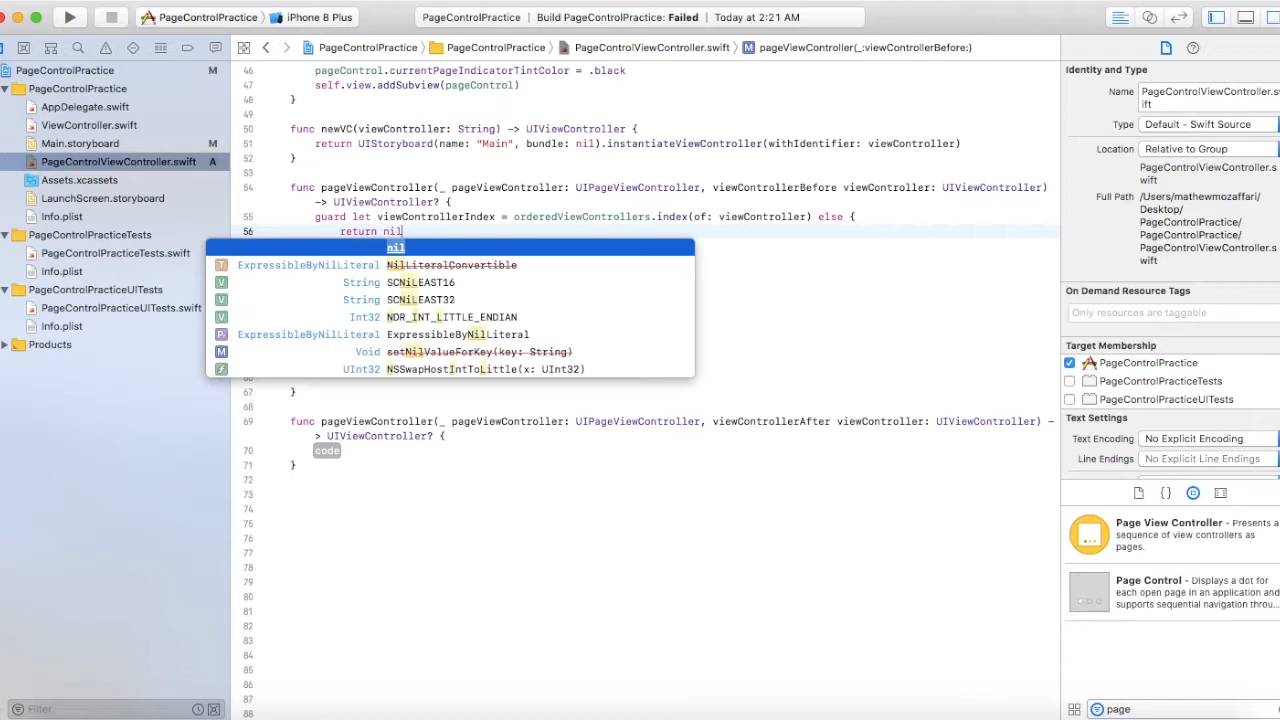 PageControlPractice
iPhone 8 Plus
PageControlPractice
Build PageControlPractice: Failed
Today at 2:21 AM
PageControlPractice
PageControlPractice
PageControlViewController.swift
pageViewController(_:viewControllerBefore:)
PageControlPractice M
PageControlPractice
AppDelegate.swift
ViewController.swift
Main.storyboard M
PageControlViewController.swift A
Assets.xcassets
LaunchScreen.storyboard
Info.plist
PageControlPracticeTests
PageControlPracticeTests.swift
Info.plist
PageControlPracticeUITests
PageControlPracticeUITests.swift
Info.plist
Products
Filter
46 pageControl.currentPageIndicatorTintColor = .black
47 self.view.addSubview(pageControl)
48 }
49
50 func newVC(viewController: String) -> UIViewController {
51 return UIStoryboard(name: "Main", bundle: nil).instantiateViewController(withIdentifier: viewController)
52 }
53
54 func pageViewController(_ pageViewController: UIPageViewController, viewControllerBefore viewController: UIViewController)
-> UIViewController? {
55 guard let viewControllerIndex = orderedViewControllers.index(of: viewController) else {
56 return nil
nil
T ExpressibleByNilLiteral NilLiteralConvertible
V String SCNiLEAST16
V String SCNiLEAST32
V Int32 NDR_INT_LITTLE_ENDIAN
Pr ExpressibleByNilLiteral ExpressibleByNilLiteral
M Void setNilValueForKey(key: String)
f UInt32 NSSwapHostIntToLittle(x: UInt32)
67 }
68
69 func pageViewController(_ pageViewController: UIPageViewController, viewControllerAfter viewController: UIViewController) -
> UIViewController? {
70 code
71 }
72
73
74
75
76
77
78
79
80
81
82
83
84
85
86
87
88
Identity and Type
Name PageControlViewController.sw
ift
Type Default - Swift Source
Location Relative to Group
PageControlViewController.s
wift
Full Path /Users/mathewmozaffari/
Desktop/
PageControlPractice/
PageControlPractice/
PageControlViewController.s
wift
On Demand Resource Tags
Only resources are taggable
Target Membership
PageControlPractice
PageControlPracticeTests
PageControlPracticeUITests
Text Settings
Text Encoding No Explicit Encoding
Line Endings No Explicit Line Endings
Page View Controller - Presents a
sequence of view controllers as
pages.
Page Control - Displays a dot for
each open page in an application and
supports sequential navigation throu...
page